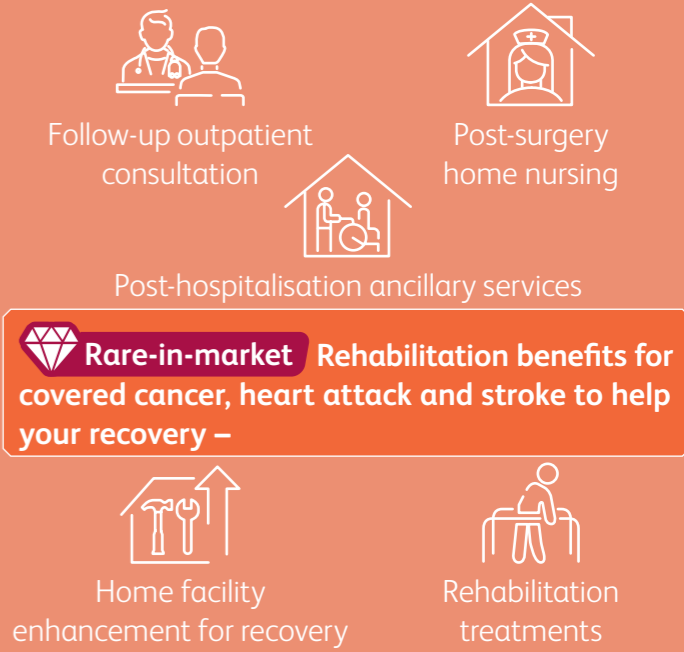 Follow-up outpatient
consultation
Post-surgery
home nursing
Post-hospitalisation ancillary services
Rare-in-market Rehabilitation benefits for
covered cancer, heart attack and stroke to help
your recovery –
Home facility
enhancement for recovery
Rehabilitation
treatments